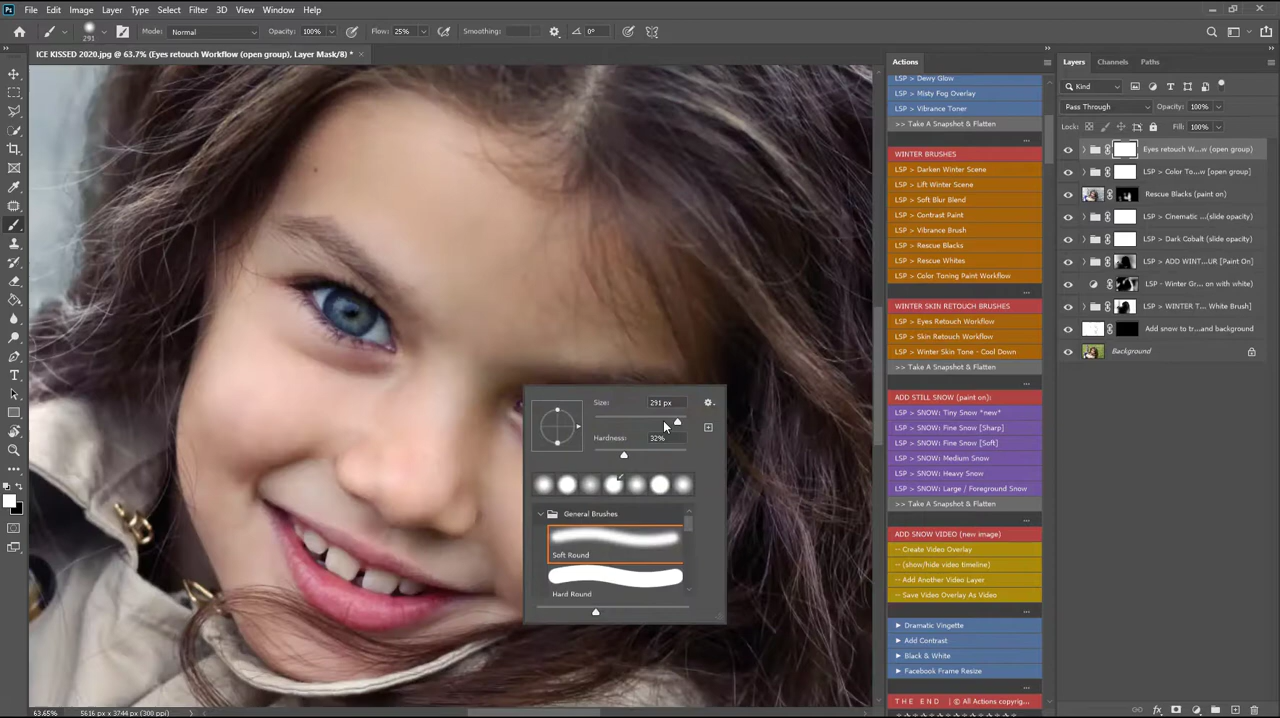 File Edit Image Layer Type Select Filter 3D View Window Help
291 Mode: Normal Opacity: 100% Flow: 25% Smoothing: 0°
ICE KISSED 2020.jpg @ 63.7% (Eyes retouch Workflow (open group), Layer Mask/8) *
Actions
LSP > Dewy Glow
LSP > Misty Fog Overlay
LSP > Vibrance Toner
>> Take A Snapshot & Flatten
...
WINTER BRUSHES
LSP > Darken Winter Scene
LSP > Lift Winter Scene
LSP > Soft Blur Blend
LSP > Contrast Paint
LSP > Vibrance Brush
LSP > Rescue Blacks
LSP > Rescue Whites
LSP > Color Toning Paint Workflow
...
WINTER SKIN RETOUCH BRUSHES
LSP > Eyes Retouch Workflow
LSP > Skin Retouch Workflow
LSP > Winter Skin Tone - Cool Down
>> Take A Snapshot & Flatten
...
ADD STILL SNOW (paint on):
LSP > SNOW: Tiny Snow *new*
LSP > SNOW: Fine Snow [Sharp]
LSP > SNOW: Fine Snow [Soft]
LSP > SNOW: Medium Snow
LSP > SNOW: Heavy Snow
LSP > SNOW: Large / Foreground Snow
>> Take A Snapshot & Flatten
...
ADD SNOW VIDEO (new image)
-- Create Video Overlay
-- (show/hide video timeline)
-- Add Another Video Layer
-- Save Video Overlay As Video
...
► Dramatic Vingette
► Add Contrast
► Black & White
► Facebook Frame Resize
...
T H E   E N D   | © All Actions copyrig...
Layers Channels Paths
Kind
Pass Through Opacity: 100%
Lock: Fill: 100%
Eyes retouch W...w (open group)
LSP > Color To...w [open group]
Rescue Blacks (paint on)
LSP > Cinematic ...(slide opacity)
LSP > Dark Cobalt (slide opacity)
LSP > ADD WINT...UR [Paint On]
LSP - Winter Gr...on with white)
LSP > WINTER T... White Brush]
Add snow to tr...and background
Background
Size: 291 px
Hardness: 32%
General Brushes
Soft Round
Hard Round
63.65% 5616 px x 3744 px (300 ppi)